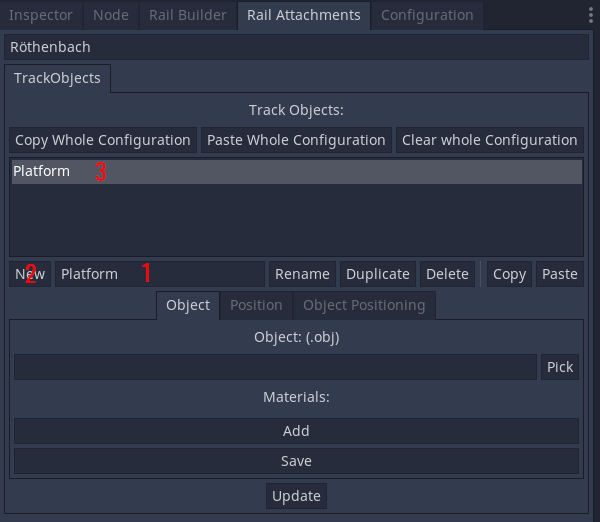 Inspector Node Rail Builder Rail Attachments Configuration
Röthenbach
TrackObjects
Track Objects:
Copy Whole Configuration Paste Whole Configuration Clear whole Configuration
Platform 3
New 2 Platform 1 Rename Duplicate Delete Copy Paste
Object Position Object Positioning
Object: (.obj)
Pick
Materials:
Add
Save
Update